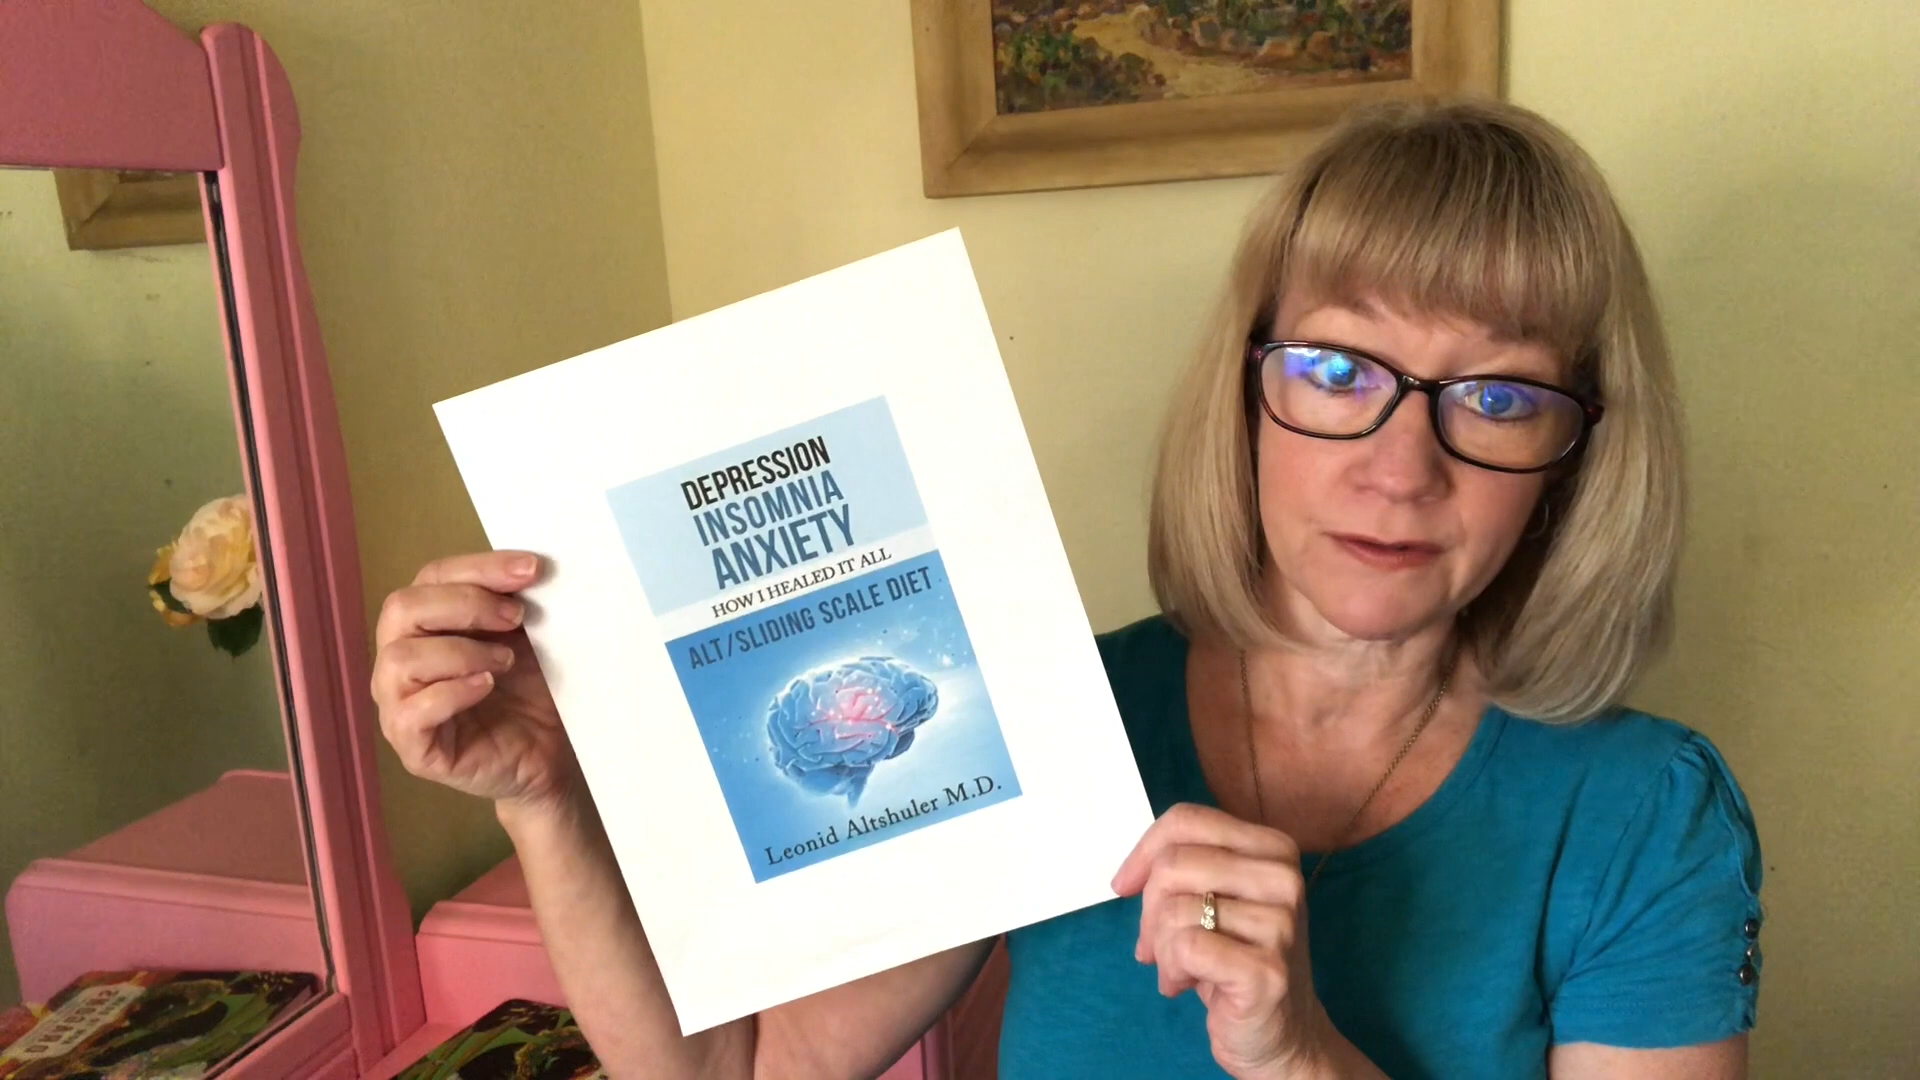 DEPRESSION
INSOMNIA
ANXIETY
HOW I HEALED IT ALL
ALT/SLIDING SCALE DIET
Leonid Altshuler M.D.